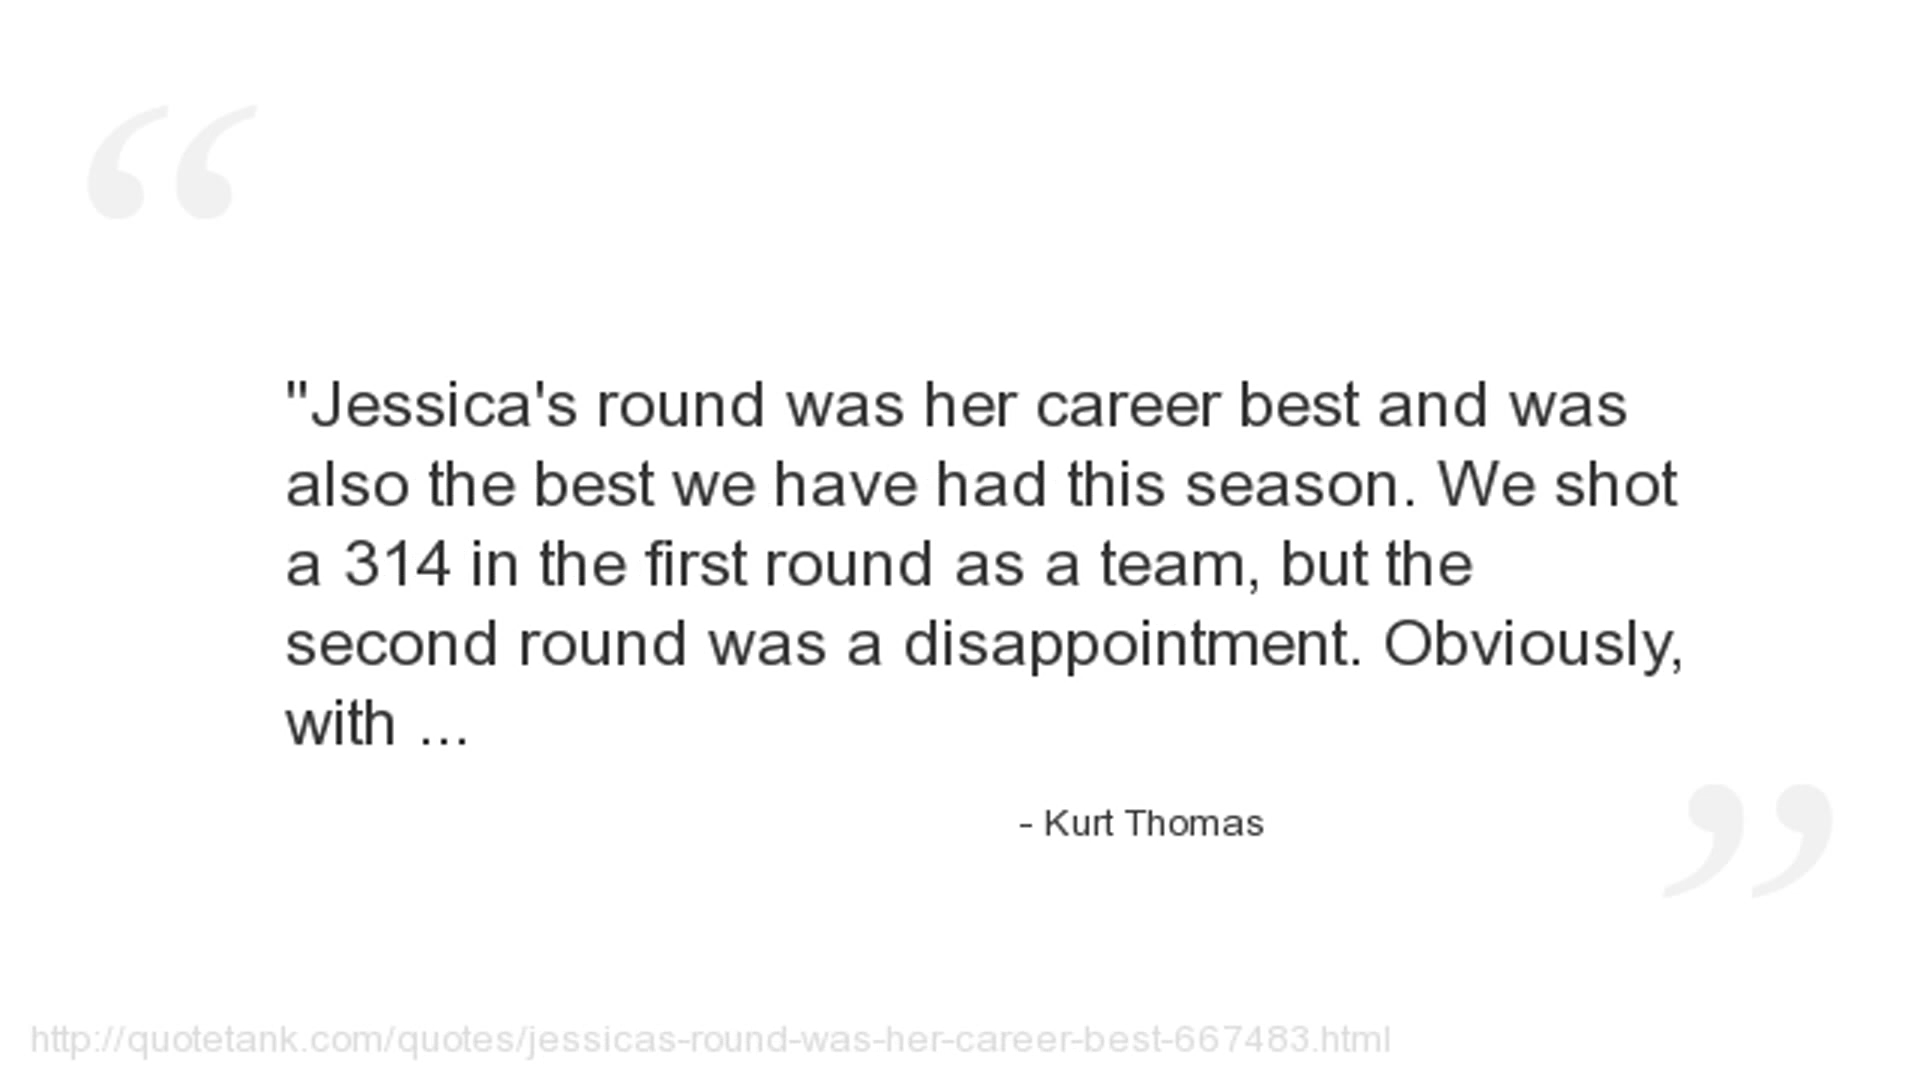 "Jessica's round was her career best and was
also the best we have had this season. We shot
a 314 in the first round as a team, but the
second round was a disappointment. Obviously,
with ...
- Kurt Thomas
http://quotetank.com/quotes/jessicas-round-was-her-career-best-667483.html